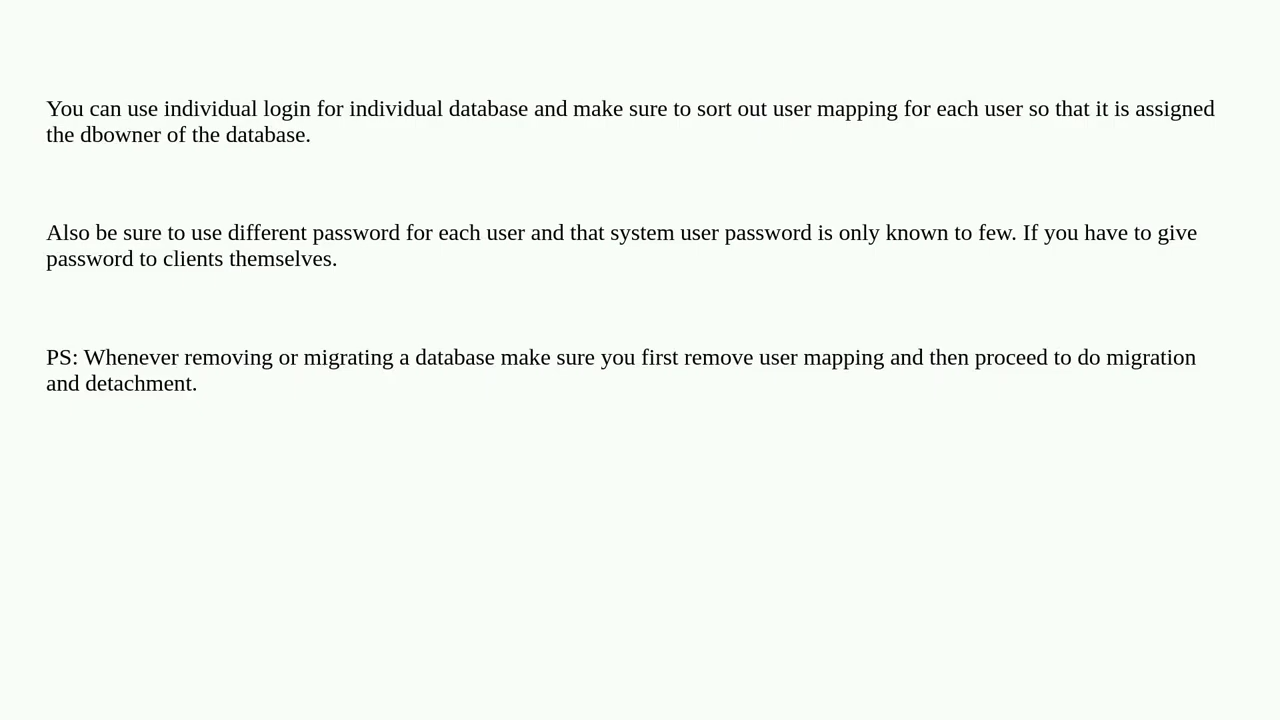 You can use individual login for individual database and make sure to sort out user mapping for each user so that it is assigned
the dbowner of the database.
Also be sure to use different password for each user and that system user password is only known to few. If you have to give
password to clients themselves.
PS: Whenever removing or migrating a database make sure you first remove user mapping and then proceed to do migration
and detachment.